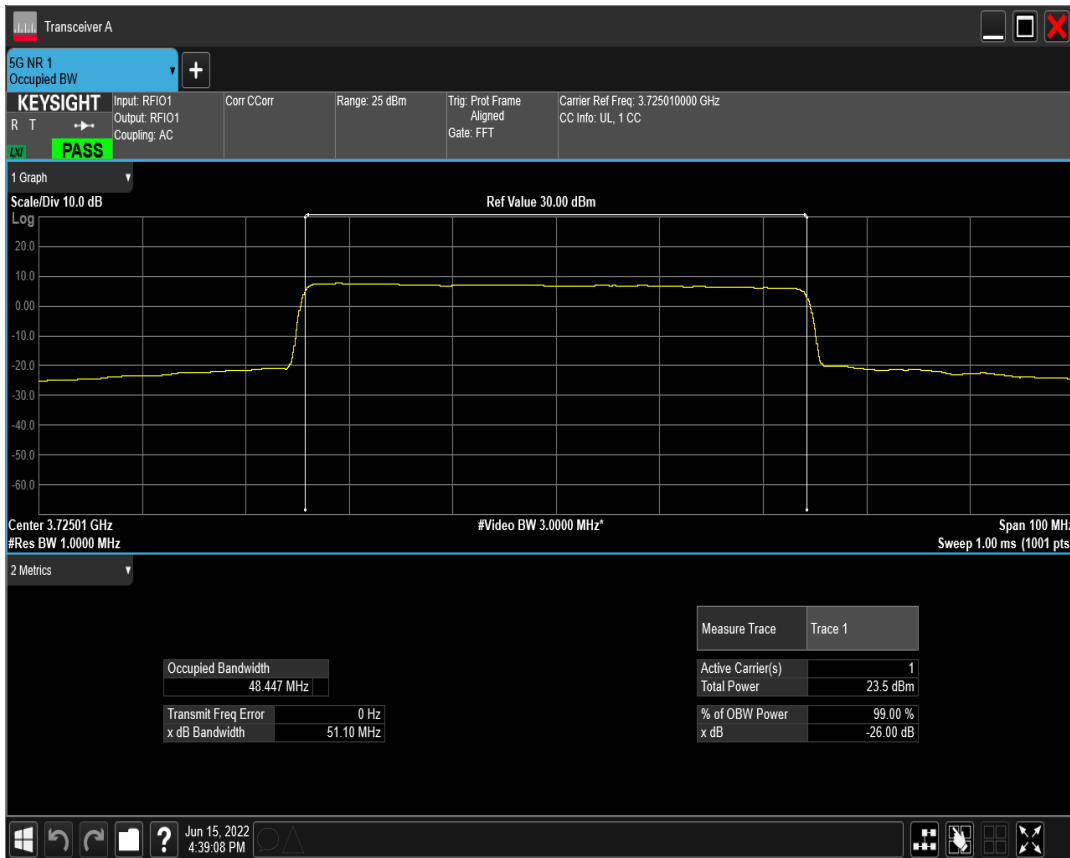 Transceiver A
5G NR 1
Occupied BW
+
KEYSIGHT
R T
LXI
PASS
Input: RFIO1
Output: RFIO1
Coupling: AC
Corr CCorr
Range: 25 dBm
Trig: Prot Frame
Aligned
Gate: FFT
Carrier Ref Freq: 3.725010000 GHz
CC Info: UL, 1 CC
1 Graph
Scale/Div 10.0 dB
Ref Value 30.00 dBm
Log
20.0
10.0
0.00
-10.0
-20.0
-30.0
-40.0
-50.0
-60.0
Center 3.72501 GHz
#Video BW 3.0000 MHz*
Span 100 MHz
#Res BW 1.0000 MHz
Sweep 1.00 ms (1001 pts
2 Metrics
Measure Trace Trace 1
Occupied Bandwidth
48.447 MHz
Active Carrier(s) 1
Total Power 23.5 dBm
Transmit Freq Error 0 Hz
x dB Bandwidth 51.10 MHz
% of OBW Power 99.00 %
x dB -26.00 dB
?
Jun 15, 2022
4:39:08 PM